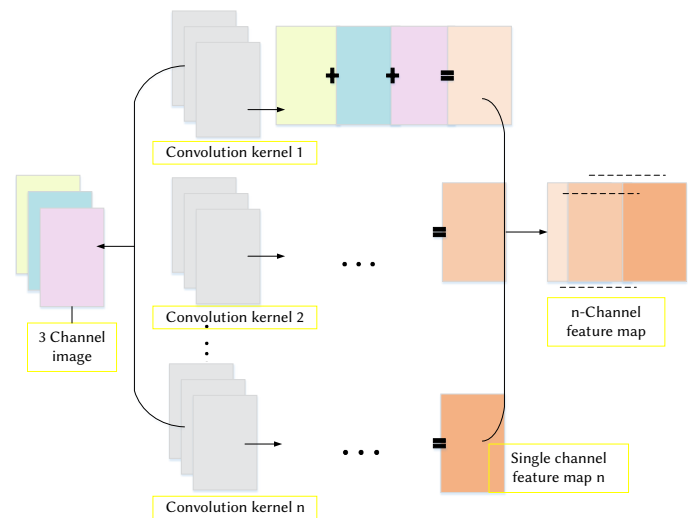 Convolution kernel 1
3 Channel
image
Convolution kernel 2
n-Channel
feature map
Single channel
feature map n
Convolution kernel n